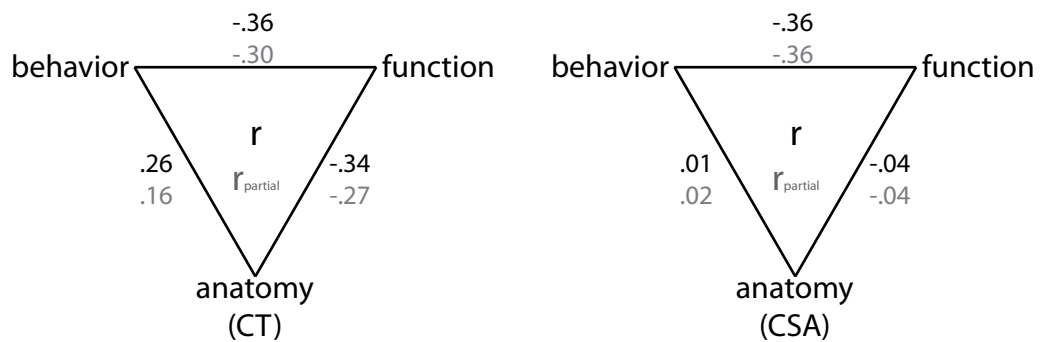 -.36
-.30
behavior function
r
.26 -.34
r partial
.16 -.27
anatomy
(CT)
-.36
-.36
behavior function
r
.01 -.04
r partial
.02 -.04
anatomy
(CSA)